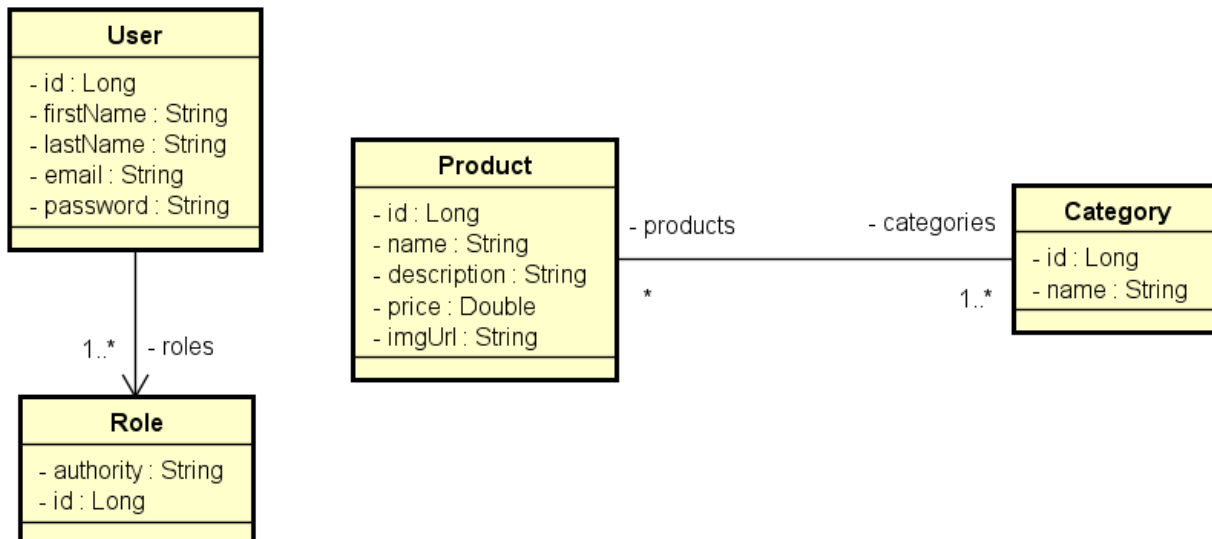 User
- id : Long
- firstName : String
- lastName : String
- email : String
- password : String
1..* - roles
Role
- authority : String
- id : Long
Product
- id : Long
- name : String
- description : String
- price : Double
- imgUrl : String
- products
*
- categories
1..*
Category
- id : Long
- name : String